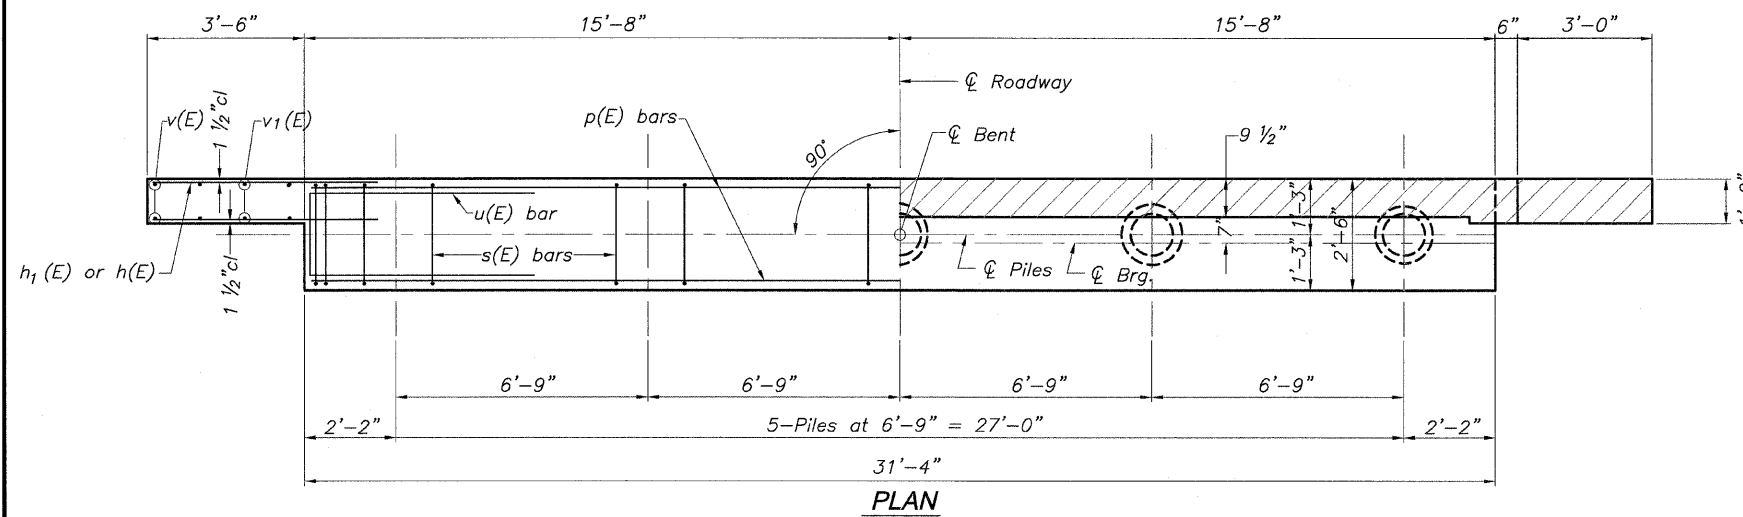 3'-6"
15'-8"
15'-8"
6"
3'-0"
℄ Roadway
v(E)
1 ½"cl
v1(E)
p(E) bars
90°
℄ Bent
9 ½"
u(E) bar
s(E) bars
h1(E) or h(E)
1 ½"cl
℄ Piles
℄ Brg.
7"
1'-3"
1'-3"
2'-6"
6'-9"
6'-9"
6'-9"
6'-9"
2'-2"
5-Piles at 6'-9" = 27'-0"
2'-2"
31'-4"
PLAN